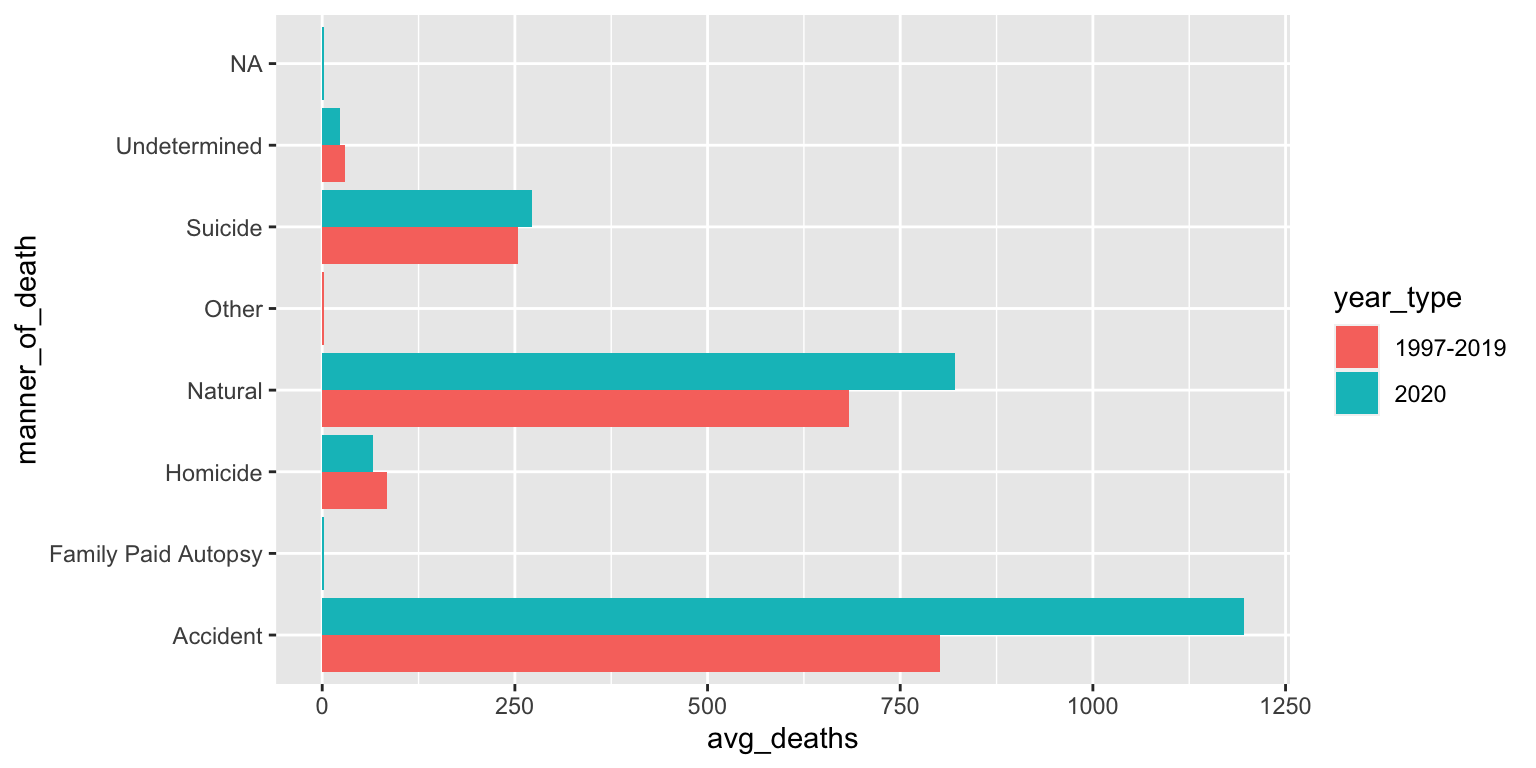 NA
Undetermined
Suicide
Other
Natural
Homicide
Family Paid Autopsy
Accident
manner_of_death
0 250 500 750 1000 1250
avg_deaths
year_type
1997-2019
2020